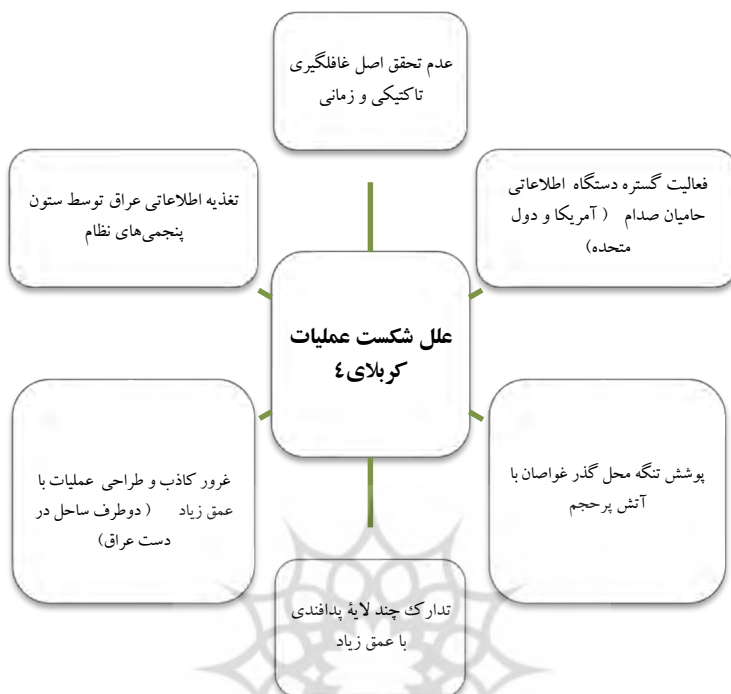 عدم تحقق اصل غافلگیری
تاکتیکی و زمانی
فعالیت گستره دستگاه اطلاعاتی
حامیان صدام ( آمریکا و دول
متحده)
تغذیه اطلاعاتی عراق توسط ستون
پنجمی‌های نظام
علل شکست عملیات
کربلای٤
پوشش تنگه محل گذر غواصان با
آتش پرحجم
غرور کاذب و طراحی عملیات با
عمق زیاد ( دوطرف ساحل در
دست عراق)
تدارک چند لایۀ پدافندی
با عمق زیاد